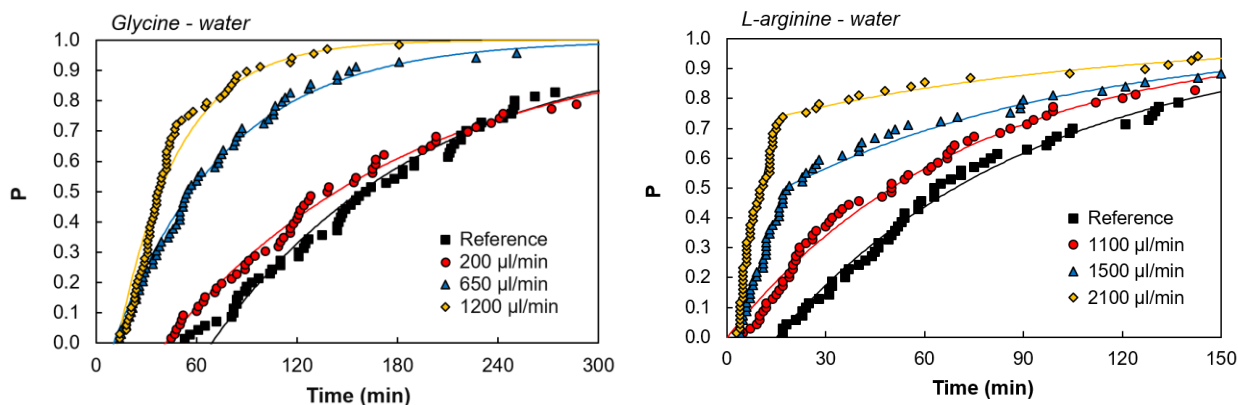 Glycine - water
1.0
0.9
0.8
0.7
0.6
0.5
0.4
0.3
0.2
0.1
0.0
P
0 60 120 180 240 300
Time (min)
Reference
200 µl/min
650 µl/min
1200 µl/min
L-arginine - water
1.0
0.9
0.8
0.7
0.6
0.5
0.4
0.3
0.2
0.1
0.0
P
0 30 60 90 120 150
Time (min)
Reference
1100 µl/min
1500 µl/min
2100 µl/min